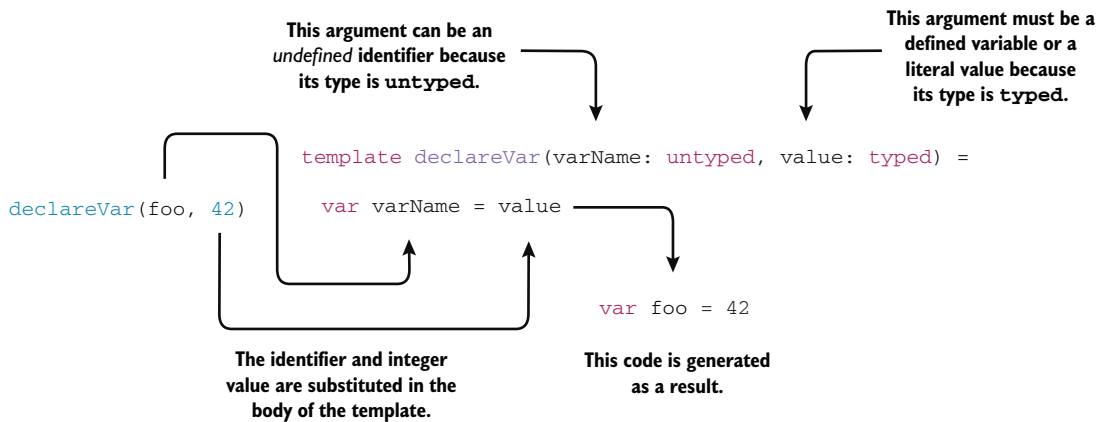 This argument can be an
undefined identifier because
its type is untyped.
This argument must be a
defined variable or a
literal value because
its type is typed.
template declareVar(varName: untyped, value: typed) =
declareVar(foo, 42)
var varName = value
var foo = 42
The identifier and integer
value are substituted in the
body of the template.
This code is generated
as a result.